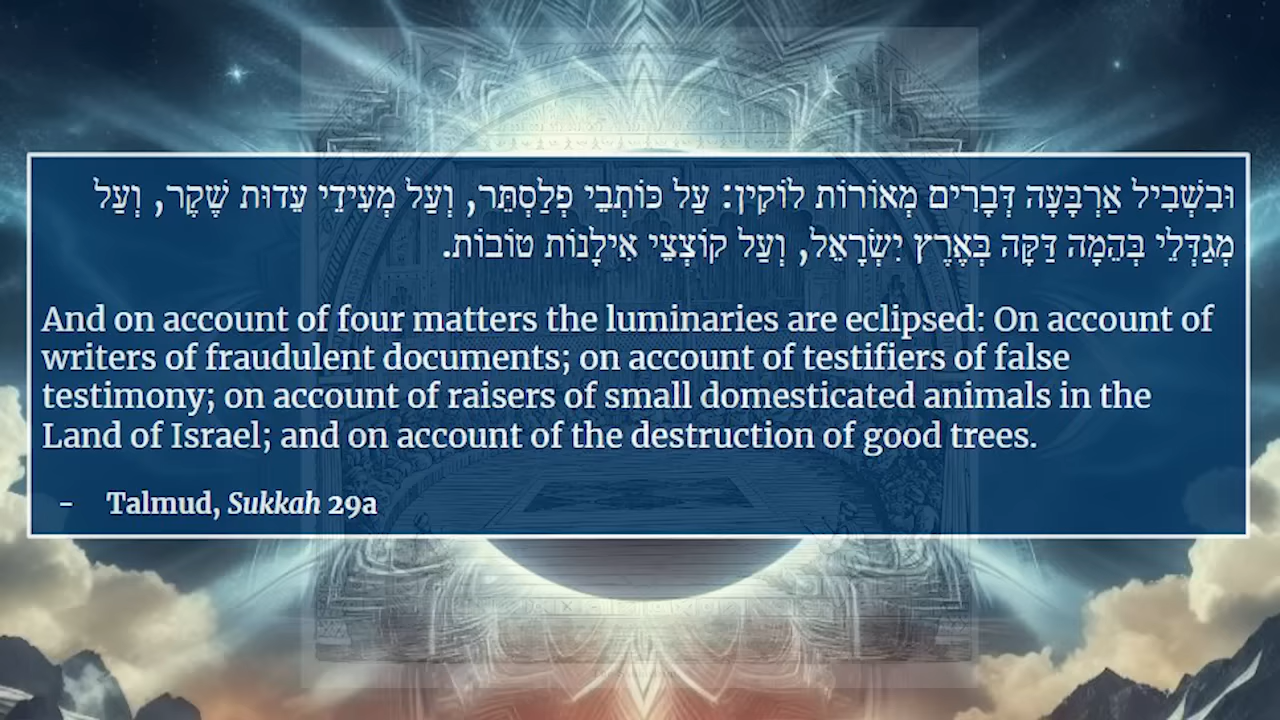 וּבִשְׁבִיל אַרְבָּעָה דְּבָרִים מְאוֹרוֹת לוֹקִין: עַל כּוֹתְבֵי פְלַסְתֵּר, וְעַל מְעִידֵי עֵדוּת שֶׁקֶר, וְעַל
מְגַדְּלֵי בְּהֵמָה דַּקָּה בְּאֶרֶץ יִשְׂרָאֵל, וְעַל קוֹצְצֵי אִילָנוֹת טוֹבוֹת.
And on account of four matters the luminaries are eclipsed: On account of
writers of fraudulent documents; on account of testifiers of false
testimony; on account of raisers of small domesticated animals in the
Land of Israel; and on account of the destruction of good trees.
- Talmud, Sukkah 29a